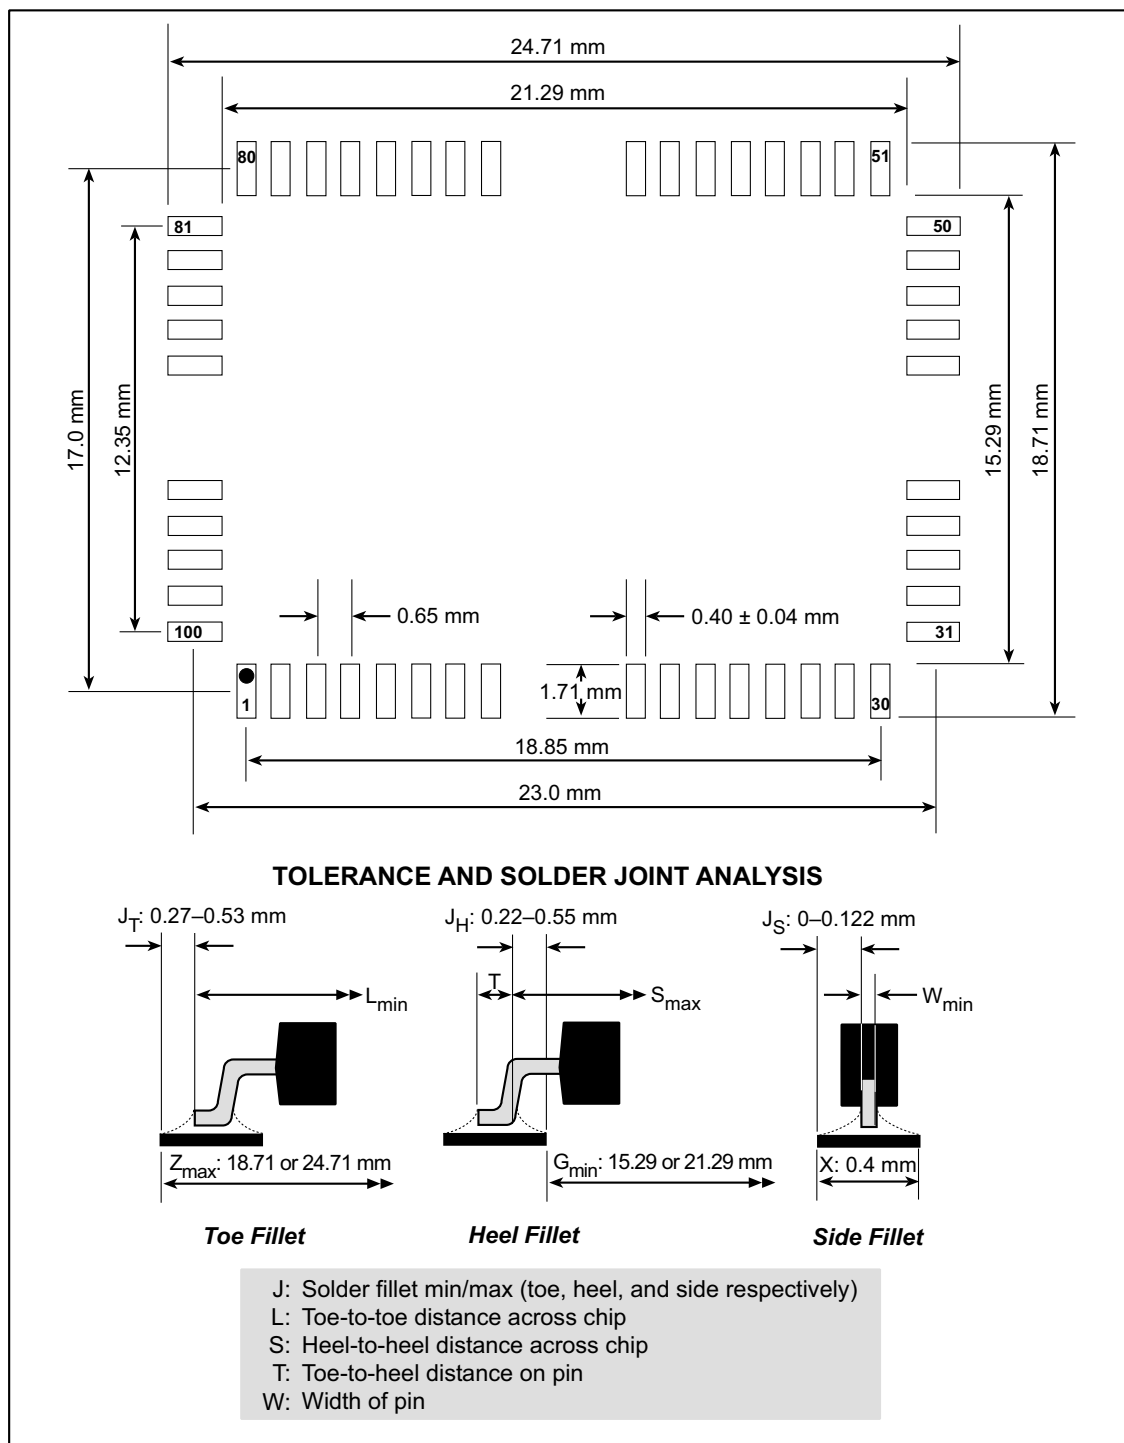 24.71 mm
21.29 mm
80
51
81
50
17.0 mm
12.35 mm
15.29 mm
18.71 mm
0.65 mm
0.40 ± 0.04 mm
100
31
1.71 mm
1
30
18.85 mm
23.0 mm
TOLERANCE AND SOLDER JOINT ANALYSIS
JT: 0.27–0.53 mm
JH: 0.22–0.55 mm
JS: 0–0.122 mm
T
Lmin
Smax
Wmin
Zmax: 18.71 or 24.71 mm
Gmin: 15.29 or 21.29 mm
X: 0.4 mm
Toe Fillet
Heel Fillet
Side Fillet
J: Solder fillet min/max (toe, heel, and side respectively)
L: Toe-to-toe distance across chip
S: Heel-to-heel distance across chip
T: Toe-to-heel distance on pin
W: Width of pin